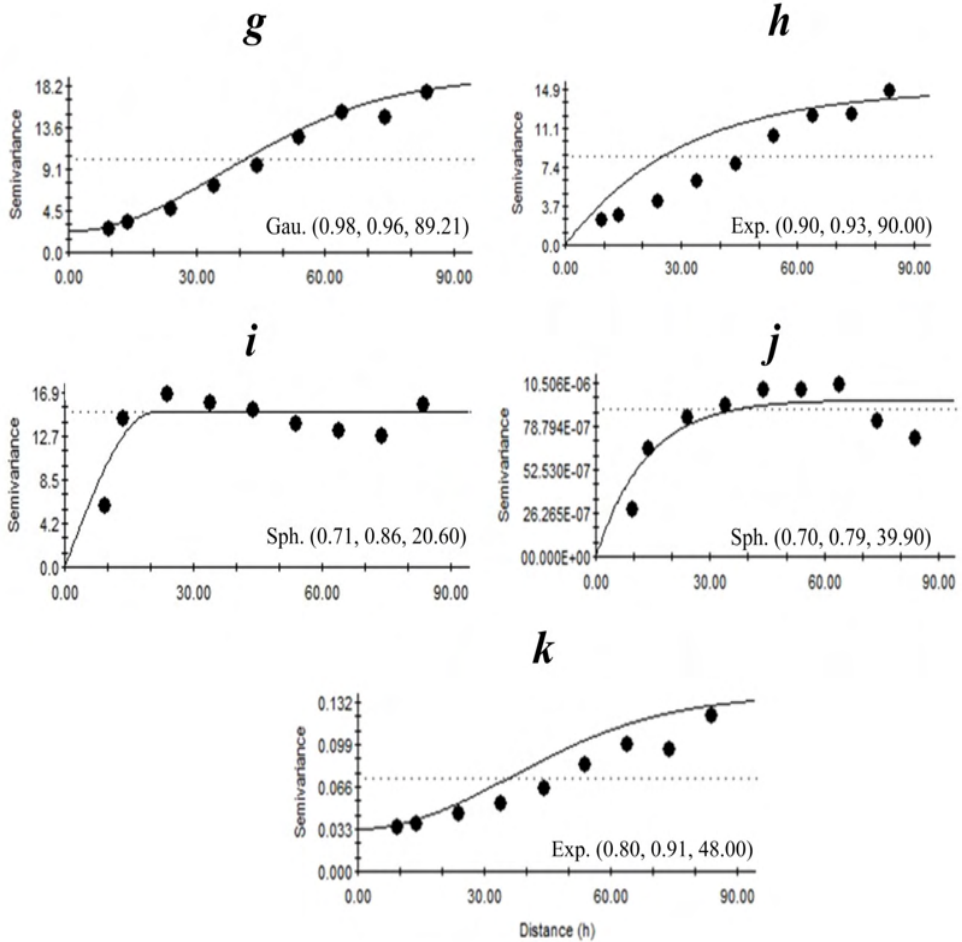 g
18.2
13.6
9.1
4.5
0.0
Semivariance
Gau. (0.98, 0.96, 89.21)
0.00 30.00 60.00 90.00
h
14.9
11.1
7.4
3.7
0.0
Semivariance
Exp. (0.90, 0.93, 90.00)
0.00 30.00 60.00 90.00
i
16.9
12.7
8.5
4.2
0.0
Semivariance
Sph. (0.71, 0.86, 20.60)
0.00 30.00 60.00 90.00
j
10.506E-06
78.794E-07
52.530E-07
26.265E-07
00.000E+00
Semivariance
Sph. (0.70, 0.79, 39.90)
0.00 30.00 60.00 90.00
k
0.132
0.099
0.066
0.033
0.000
Semivariance
Exp. (0.80, 0.91, 48.00)
0.00 30.00 60.00 90.00
Distance (h)